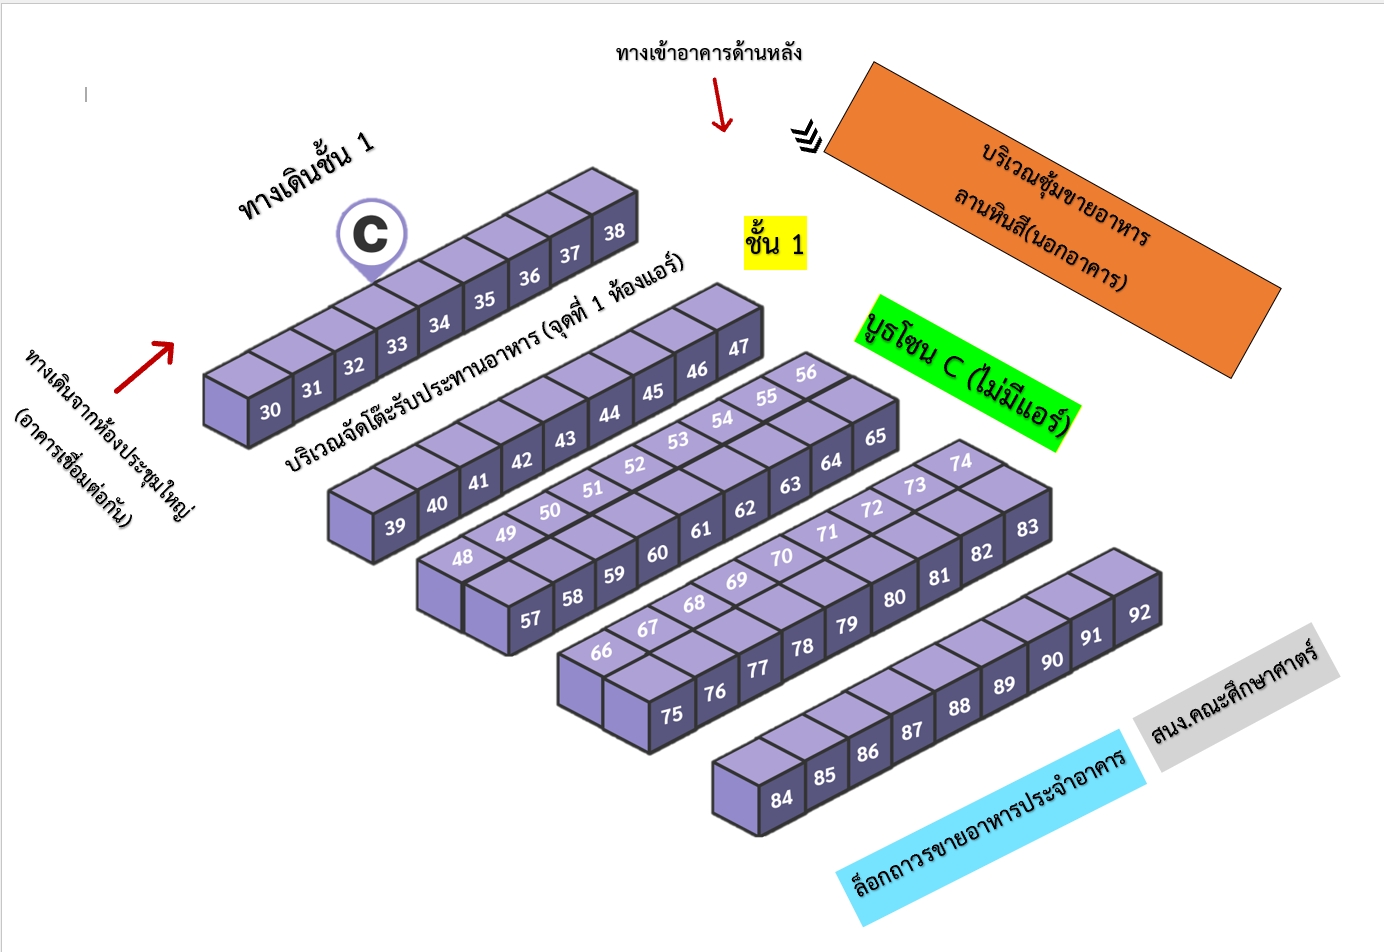 ทางเข้าอาคารด้านหลัง
ทางเดินชั้น 1
C
บริเวณซุ้มขายอาหาร
ลานหินสี(นอกอาคาร)
ชั้น 1
บูธโซน C (ไม่มีแอร์)
ทางเดินจากห้องประชุมใหญ่
(อาคารเชื่อมต่อกัน)
30 31 32 33 34 35 36 37 38
บริเวณจัดโต๊ะรับประทานอาหาร (จุดที่ 1 ห้องแอร์)
39 40 41 42 43 44 45 46 47
48 49 50 51 52 53 54 55 56
57 58 59 60 61 62 63 64 65
66 67 68 69 70 71 72 73 74
75 76 77 78 79 80 81 82 83
84 85 86 87 88 89 90 91 92
สนง.คณะศึกษาศาตร์
ล็อกถาวรขายอาหารประจำอาคาร